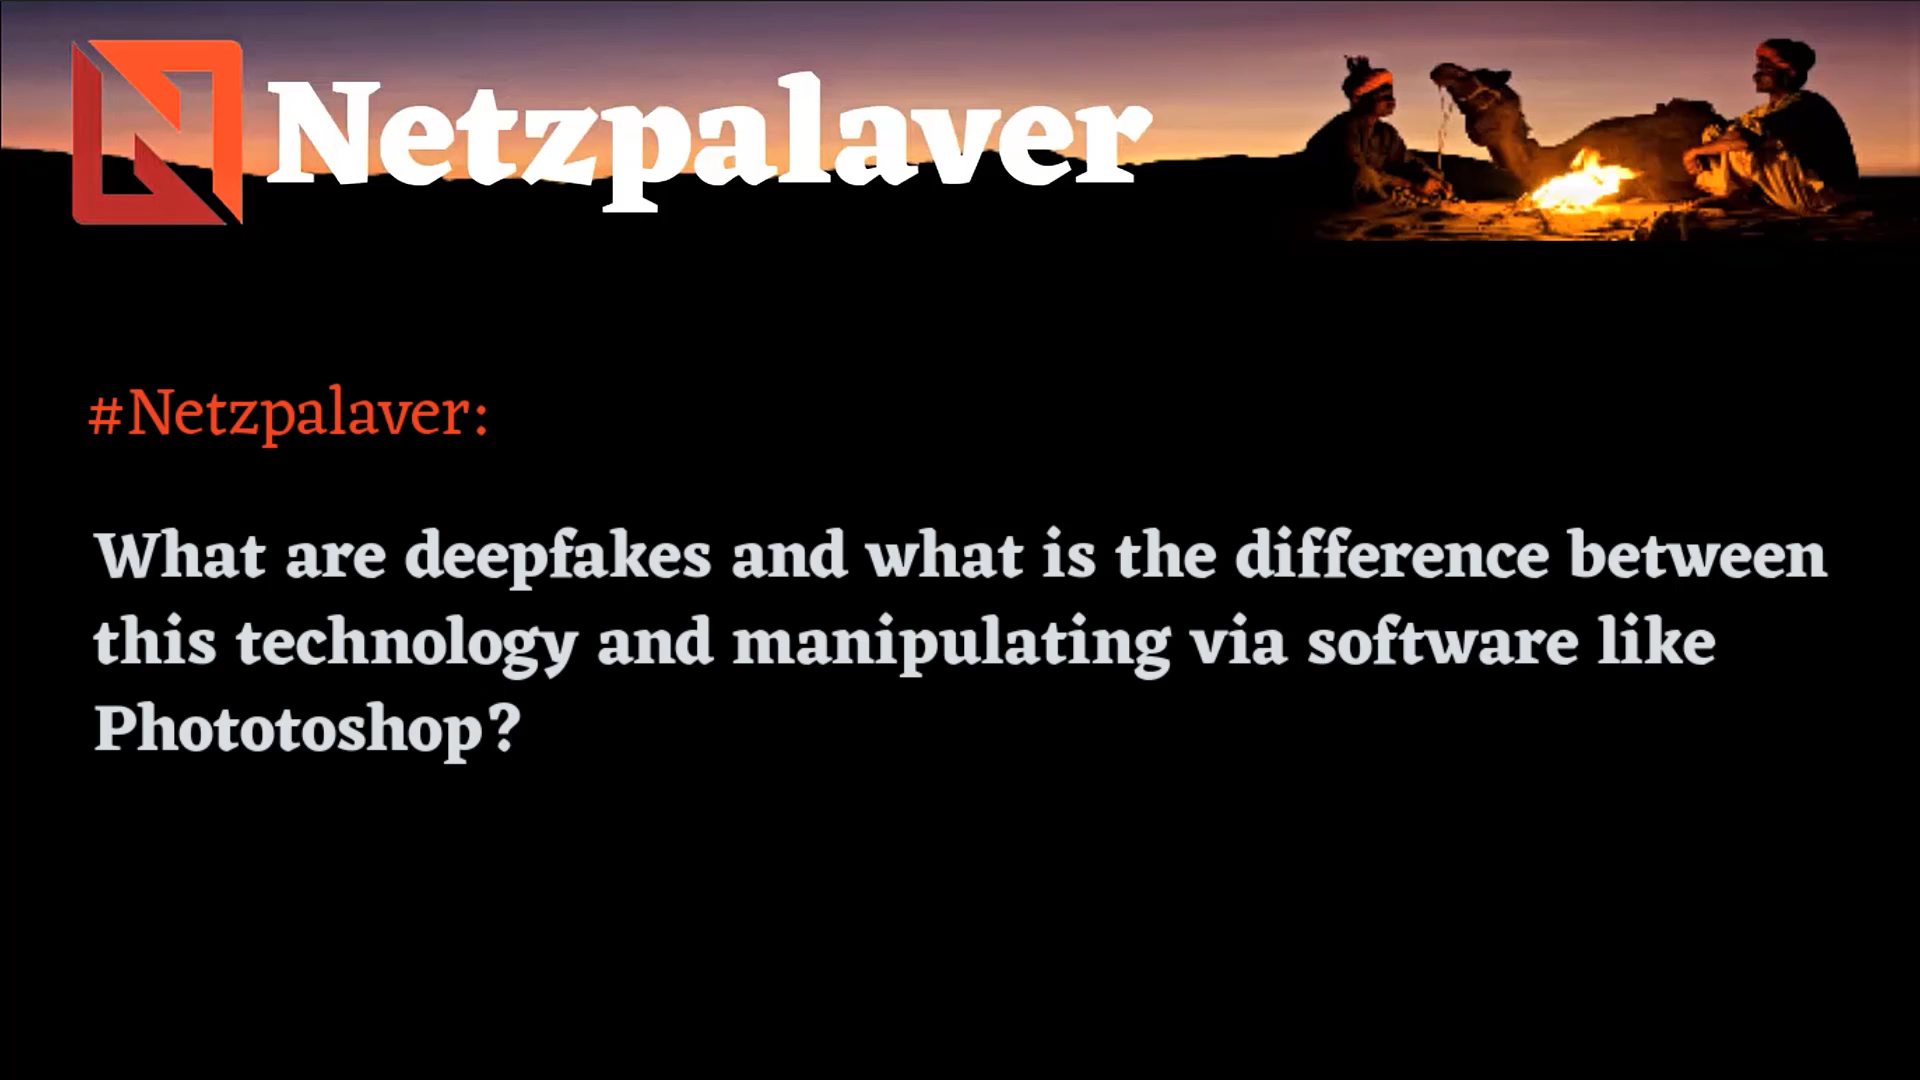 Netzpalaver
#Netzpalaver:
What are deepfakes and what is the difference between
this technology and manipulating via software like
Phototoshop?